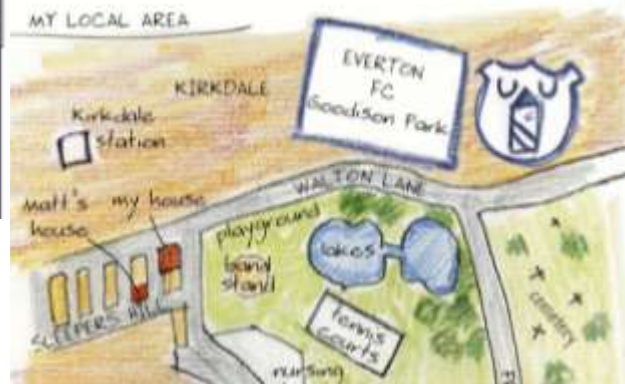 MY LOCAL AREA
EVERTON
FC
Goodison Park
KIRKDALE
Kirkdale
station
WALTON LANE
matt's
house
my house
playground
lakes
band
stand
SLEEPERS HILL
tennis
courts
cemetery
nursing